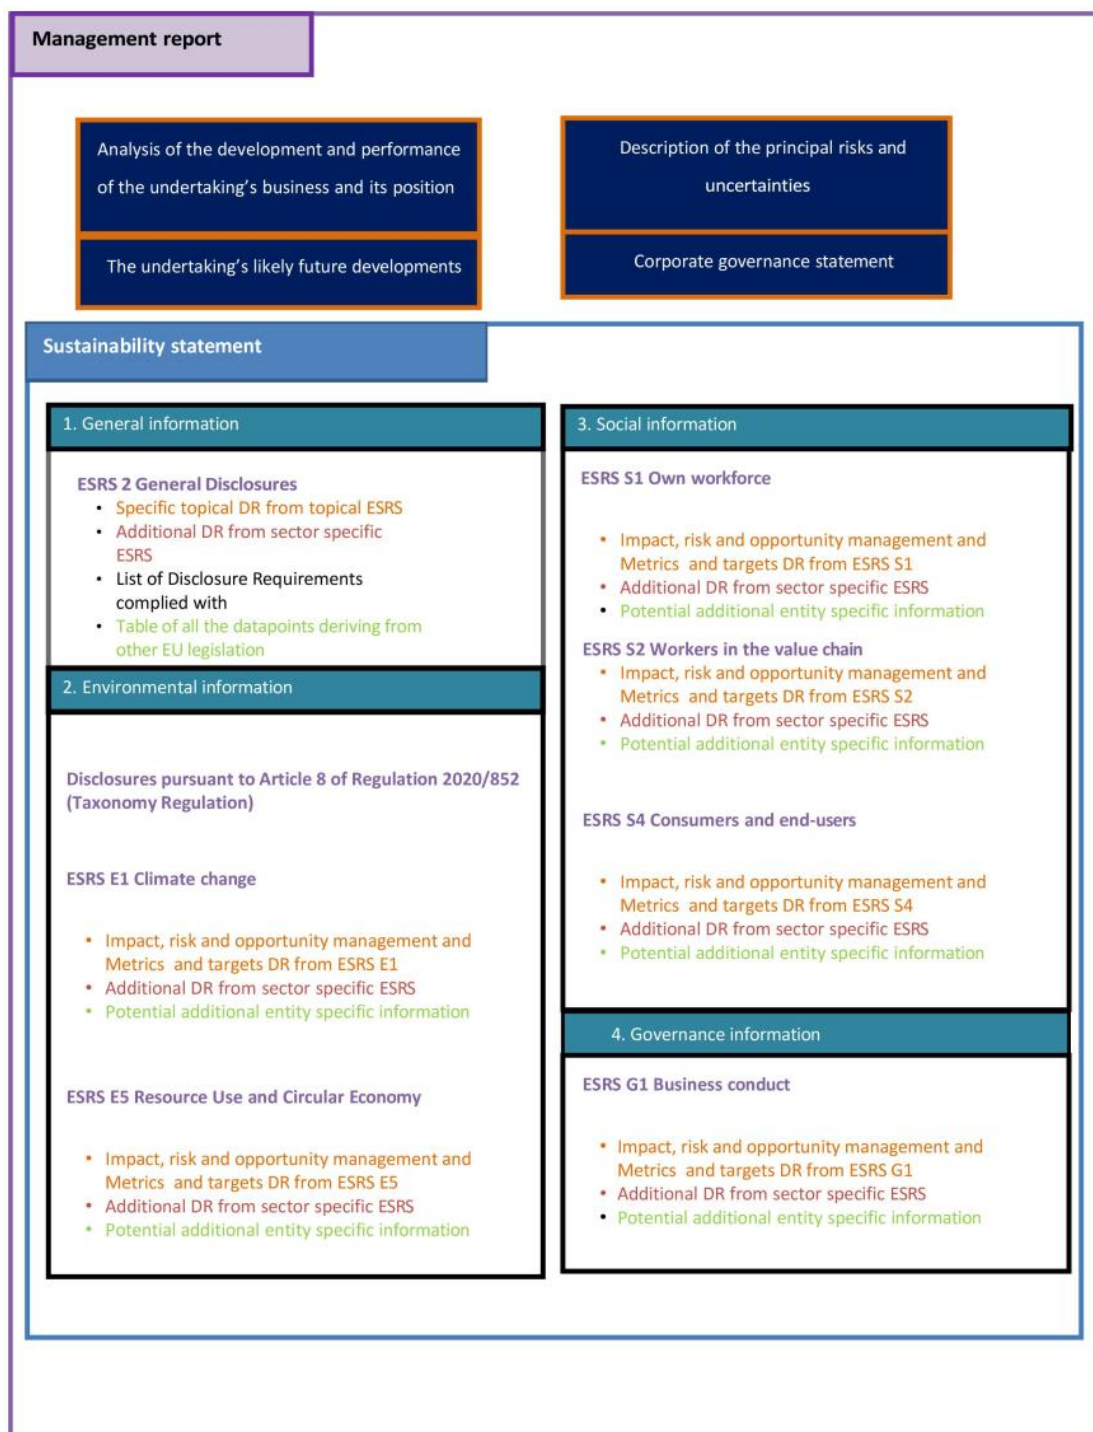 Management report
Analysis of the development and performance
of the undertaking’s business and its position
The undertaking’s likely future developments
Description of the principal risks and
uncertainties
Corporate governance statement
Sustainability statement
1. General information
ESRS 2 General Disclosures
• Specific topical DR from topical ESRS
• Additional DR from sector specific
ESRS
• List of Disclosure Requirements
complied with
• Table of all the datapoints deriving from
other EU legislation
2. Environmental information
Disclosures pursuant to Article 8 of Regulation 2020/852
(Taxonomy Regulation)
ESRS E1 Climate change
• Impact, risk and opportunity management and
Metrics and targets DR from ESRS E1
• Additional DR from sector specific ESRS
• Potential additional entity specific information
ESRS E5 Resource Use and Circular Economy
• Impact, risk and opportunity management and
Metrics and targets DR from ESRS E5
• Additional DR from sector specific ESRS
• Potential additional entity specific information
3. Social information
ESRS S1 Own workforce
• Impact, risk and opportunity management and
Metrics and targets DR from ESRS S1
• Additional DR from sector specific ESRS
• Potential additional entity specific information
ESRS S2 Workers in the value chain
• Impact, risk and opportunity management and
Metrics and targets DR from ESRS S2
• Additional DR from sector specific ESRS
• Potential additional entity specific information
ESRS S4 Consumers and end-users
• Impact, risk and opportunity management and
Metrics and targets DR from ESRS S4
• Additional DR from sector specific ESRS
• Potential additional entity specific information
4. Governance information
ESRS G1 Business conduct
• Impact, risk and opportunity management and
Metrics and targets DR from ESRS G1
• Additional DR from sector specific ESRS
• Potential additional entity specific information